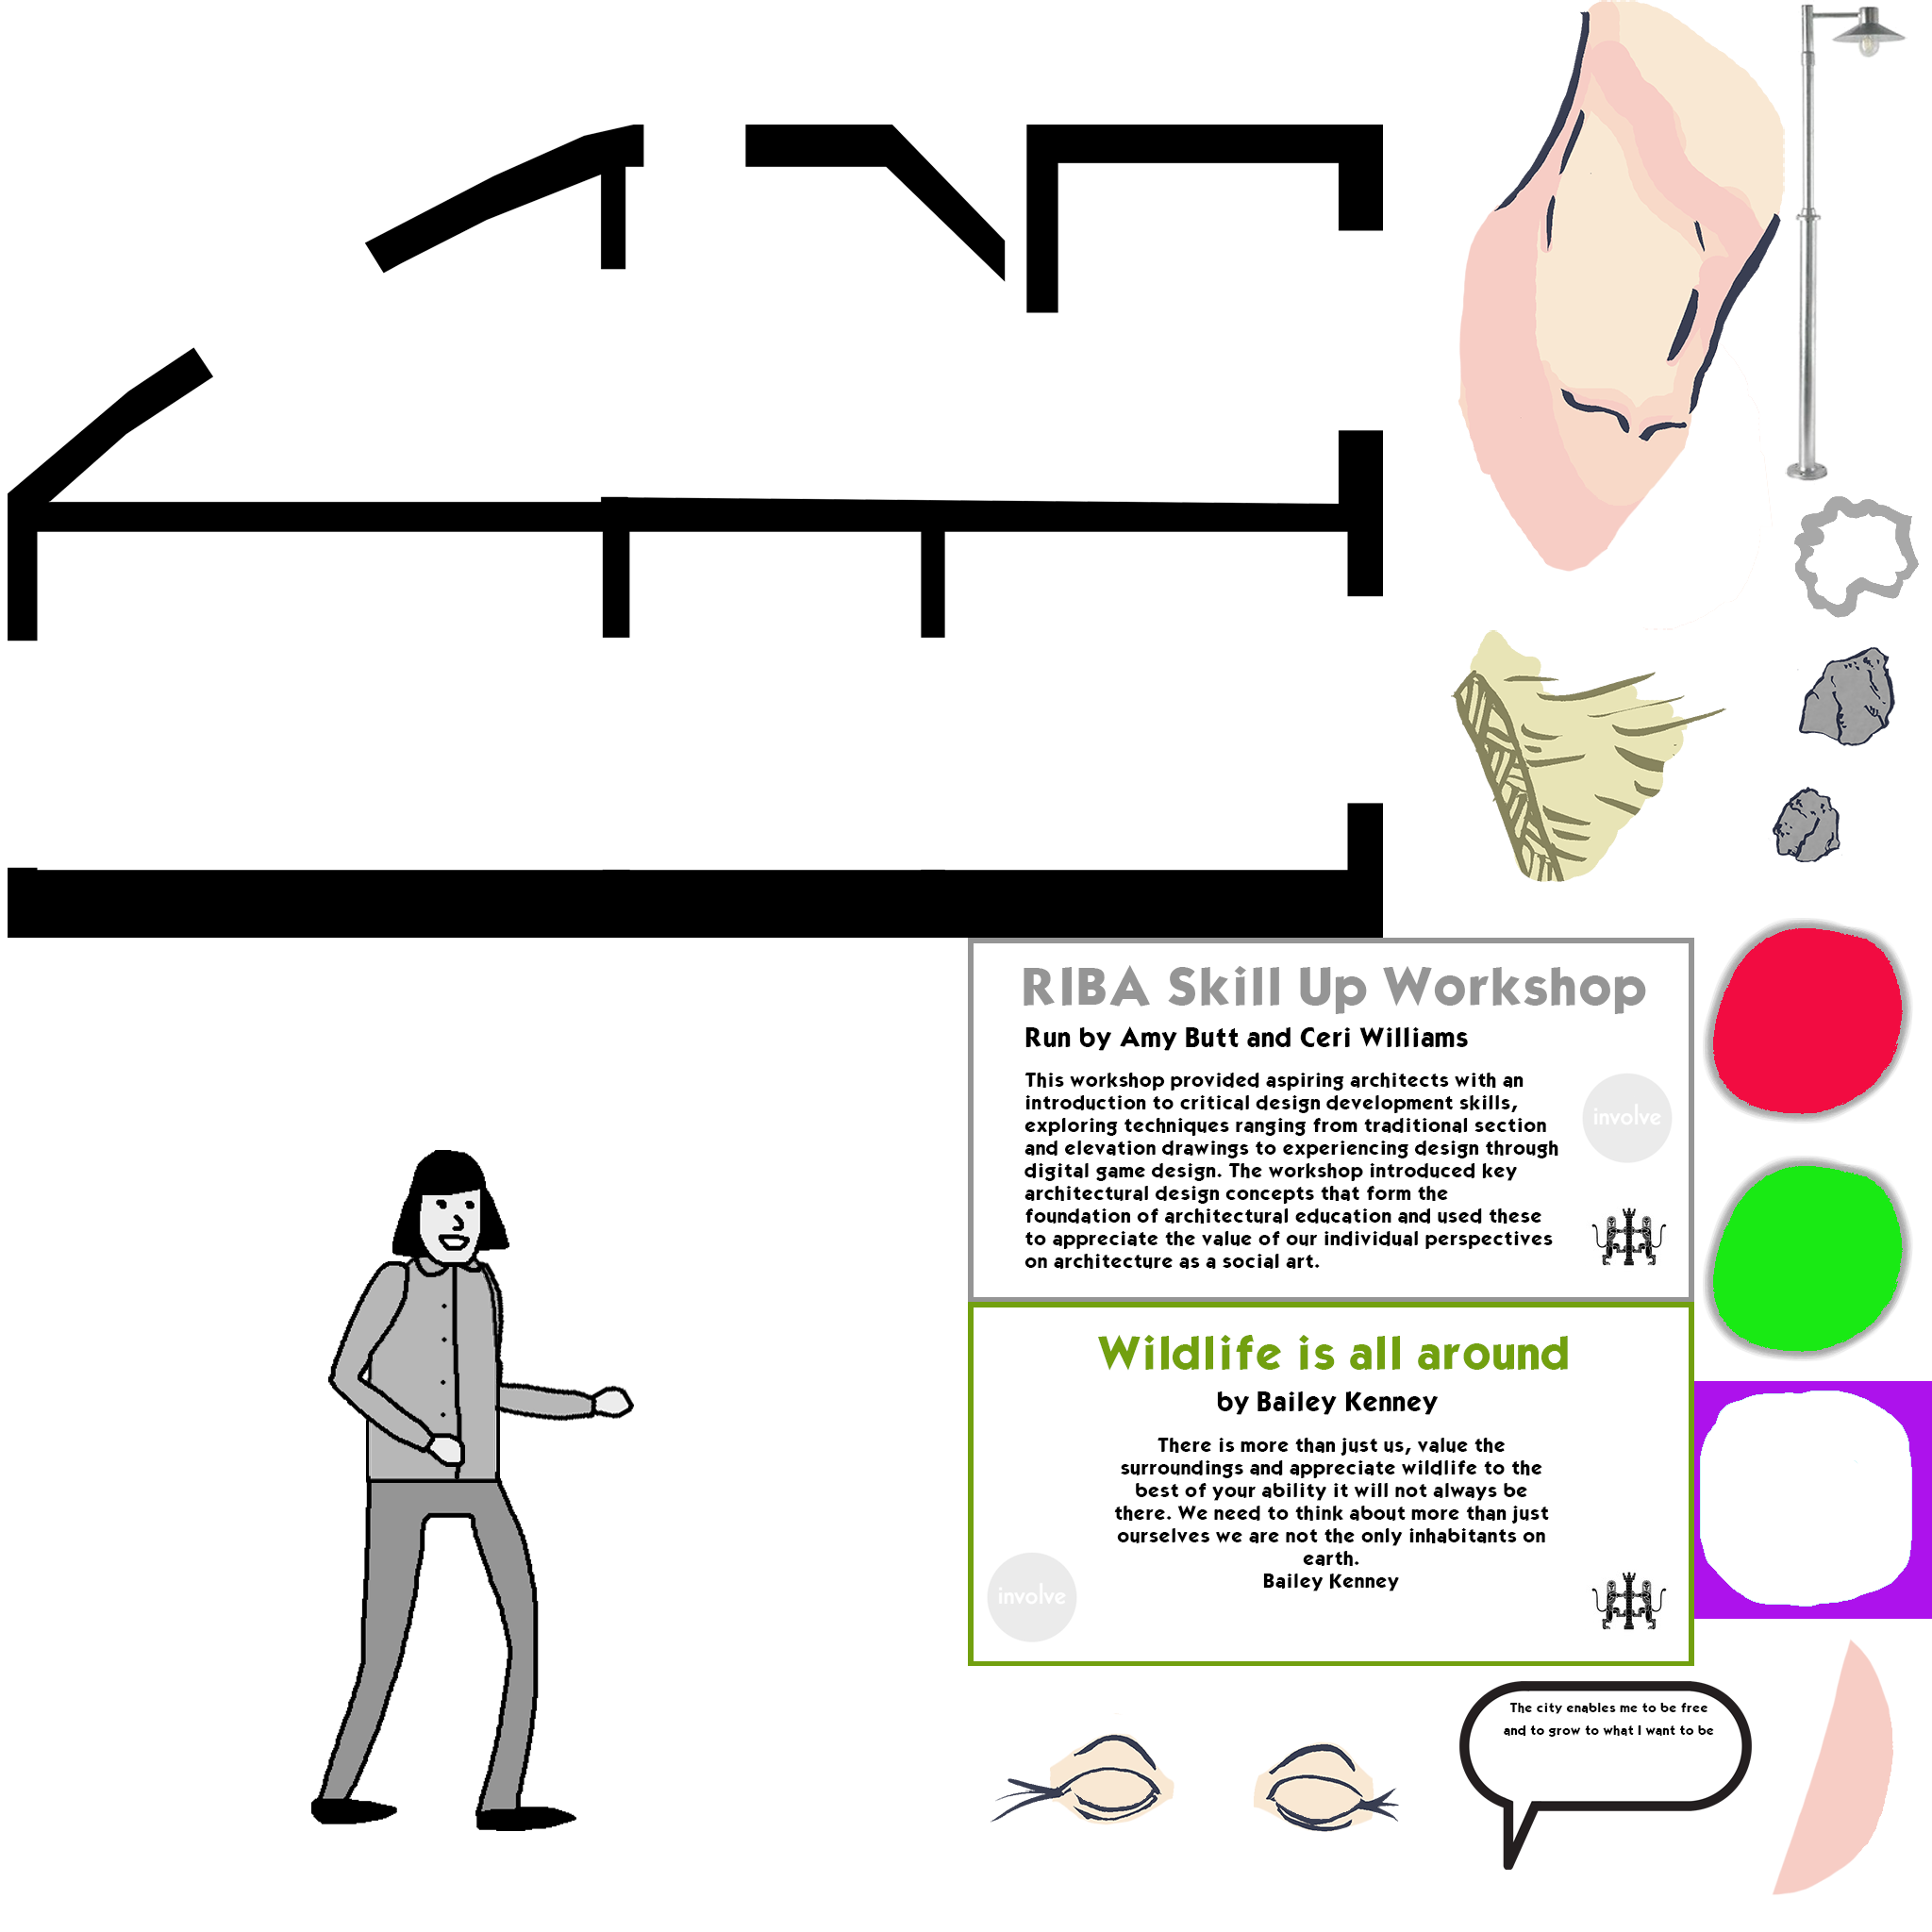 RIBA Skill Up Workshop
Run by Amy Butt and Ceri Williams
This workshop provided aspiring architects with an
introduction to critical design development skills,
exploring techniques ranging from traditional section
and elevation drawings to experiencing design through
digital game design. The workshop introduced key
architectural design concepts that form the
foundation of architectural education and used these
to appreciate the value of our individual perspectives
on architecture as a social art.
involve
Wildlife is all around
by Bailey Kenney
There is more than just us, value the
surroundings and appreciate wildlife to the
best of your ability it will not always be
there. We need to think about more than just
ourselves we are not the only inhabitants on
earth.
Bailey Kenney
involve
The city enables me to be free
and to grow to what I want to be